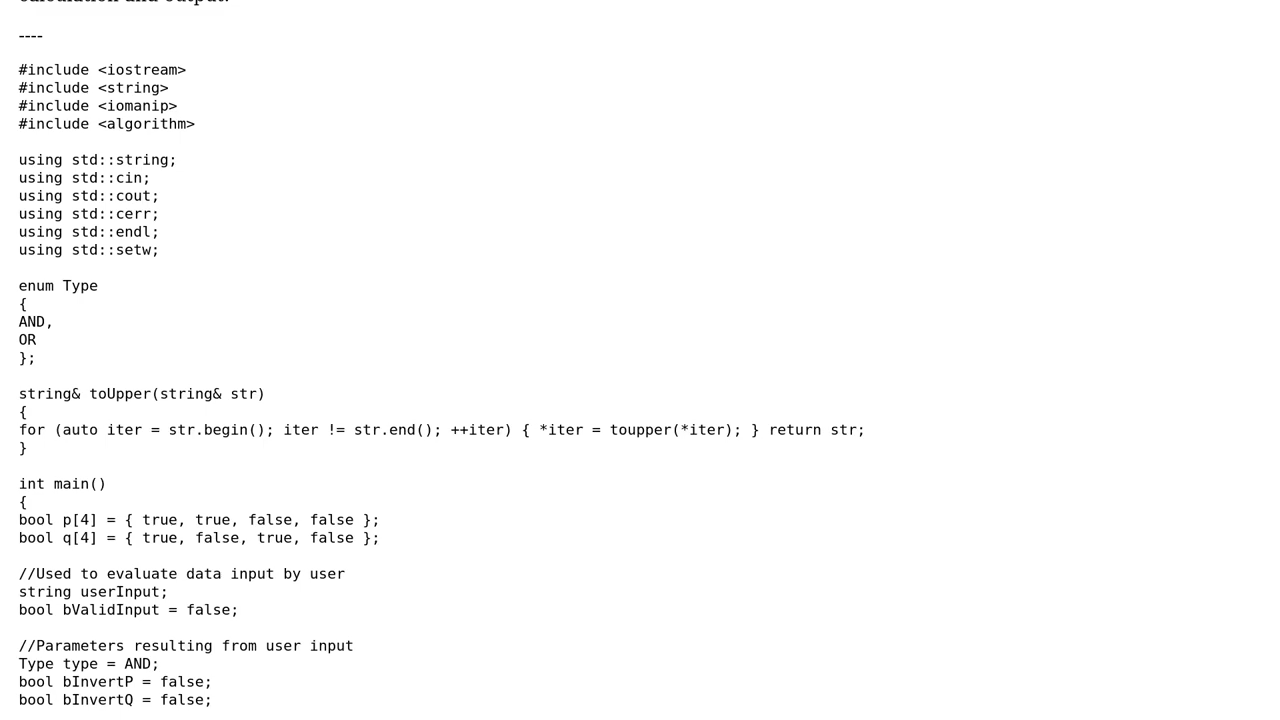 calculation and output.
----
#include <iostream>
#include <string>
#include <iomanip>
#include <algorithm>
using std::string;
using std::cin;
using std::cout;
using std::cerr;
using std::endl;
using std::setw;
enum Type
{
AND,
OR
};
string& toUpper(string& str)
{
for (auto iter = str.begin(); iter != str.end(); ++iter) { *iter = toupper(*iter); } return str;
}
int main()
{
bool p[4] = { true, true, false, false };
bool q[4] = { true, false, true, false };
//Used to evaluate data input by user
string userInput;
bool bValidInput = false;
//Parameters resulting from user input
Type type = AND;
bool bInvertP = false;
bool bInvertQ = false;